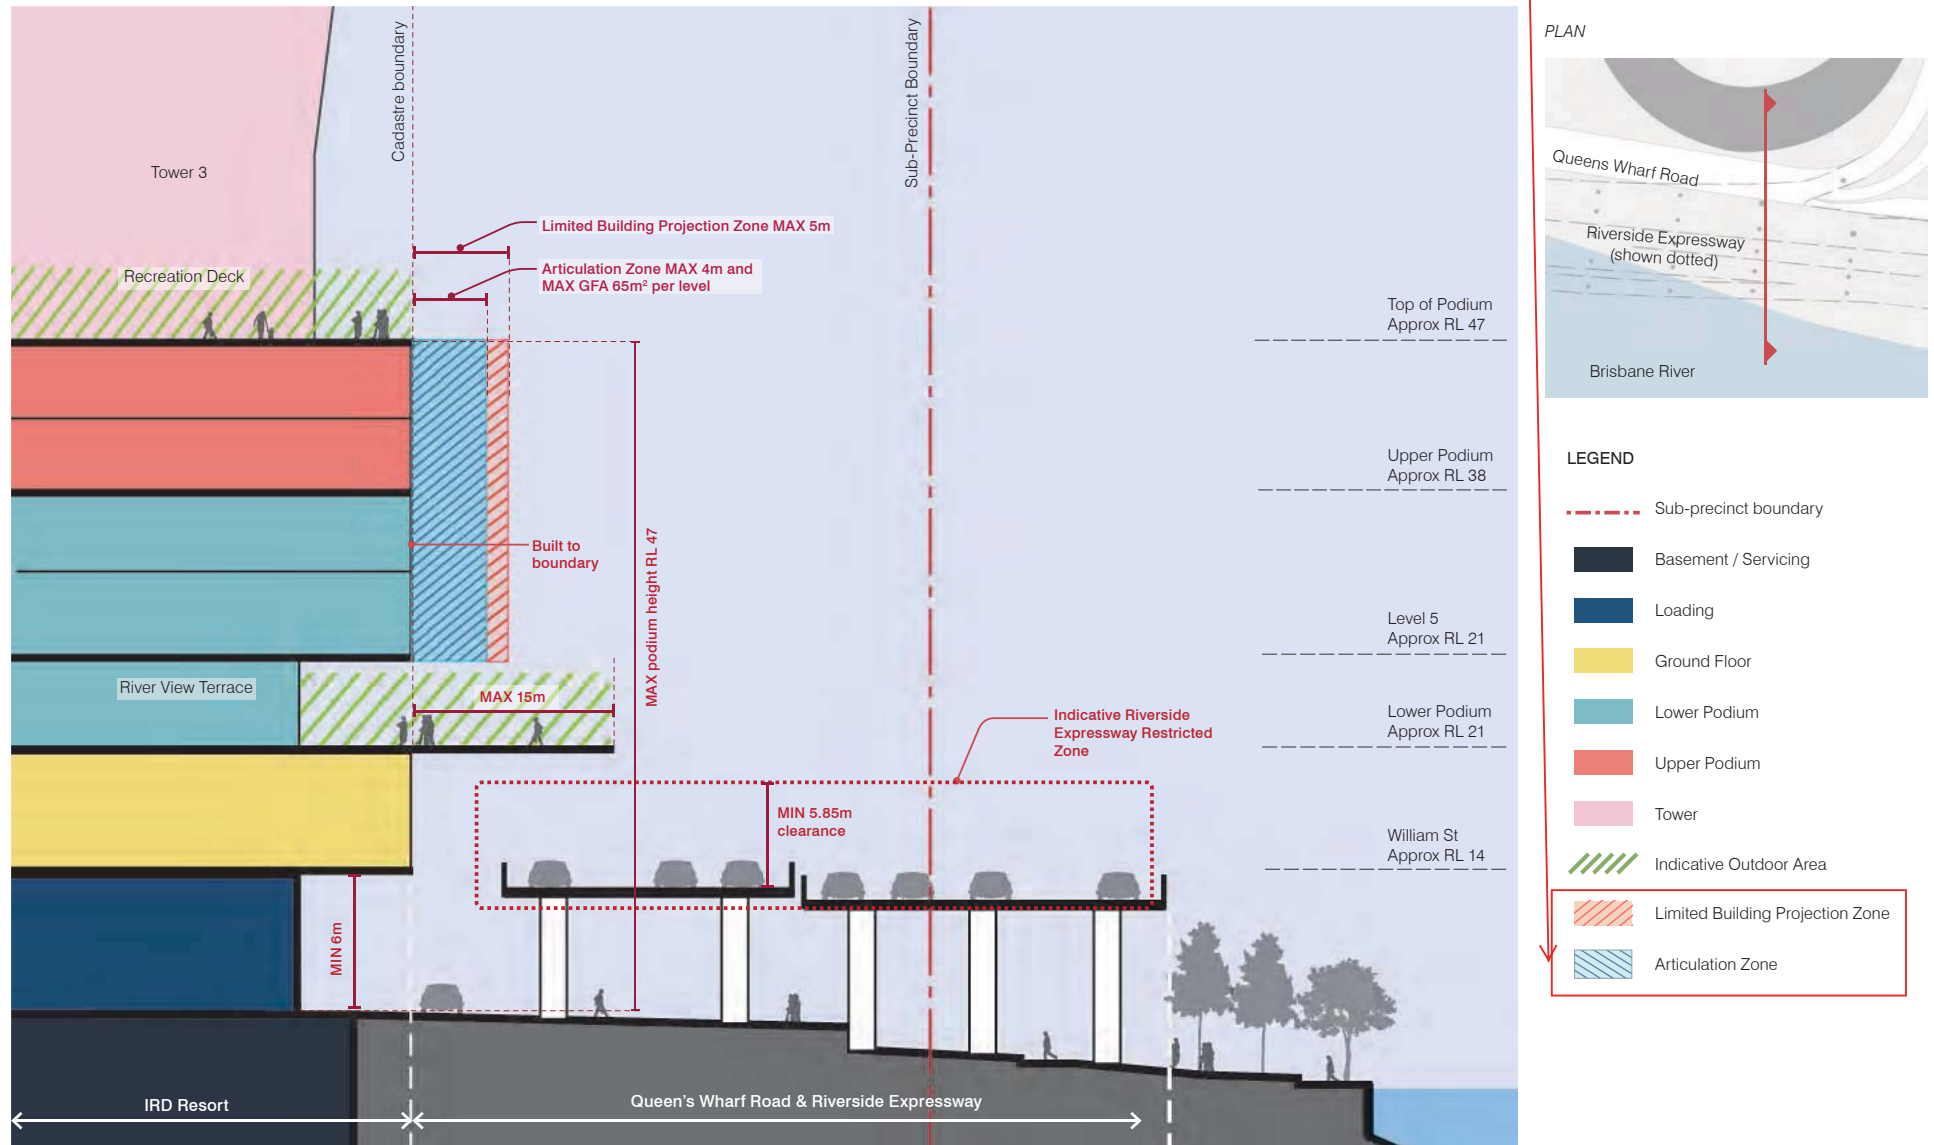 Cadastre boundary
Sub-Precinct Boundary
Tower 3
Limited Building Projection Zone MAX 5m
Articulation Zone MAX 4m and
MAX GFA 65m² per level
Recreation Deck
Top of Podium
Approx RL 47
Upper Podium
Approx RL 38
Built to
boundary
MAX podium height RL 47
Level 5
Approx RL 21
River View Terrace
MAX 15m
Lower Podium
Approx RL 21
Indicative Riverside
Expressway Restricted
Zone
MIN 5.85m
clearance
William St
Approx RL 14
MIN 6m
IRD Resort
Queen's Wharf Road & Riverside Expressway
PLAN
Queens Wharf Road
Riverside Expressway
(shown dotted)
Brisbane River
LEGEND
Sub-precinct boundary
Basement / Servicing
Loading
Ground Floor
Lower Podium
Upper Podium
Tower
Indicative Outdoor Area
Limited Building Projection Zone
Articulation Zone